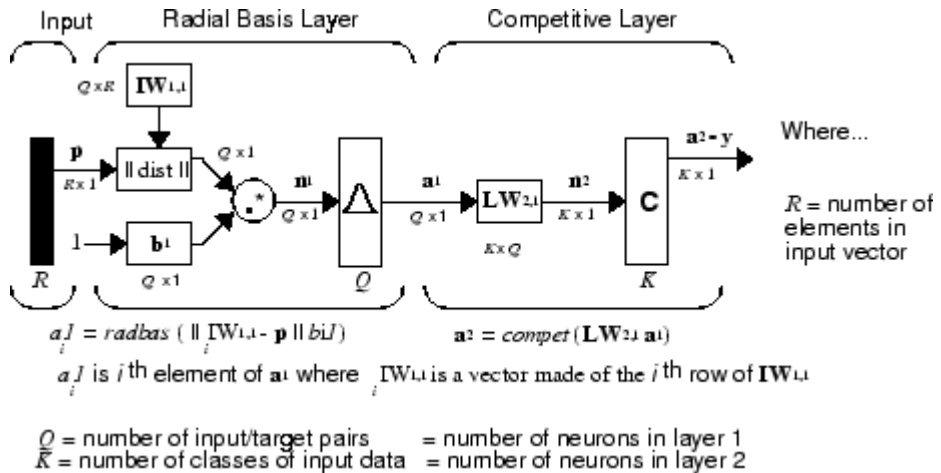 Input Radial Basis Layer Competitive Layer
Q x R IW1,1
p || dist || Q x 1 n1 a1 LW2,1 n2 C a2 = y Where...
R x 1 .* Q x 1 Q x 1 K x 1 K x 1
1 b1 K x Q R = number of
elements in
input vector
R Q x 1 Q K
ai1 = radbas ( || iIW1,1 - p || bi1) a2 = compet (LW2,1 a1)
ai1 is i th element of a1 where iIW1,1 is a vector made of the i th row of IW1,1
Q = number of input/target pairs = number of neurons in layer 1
K = number of classes of input data = number of neurons in layer 2